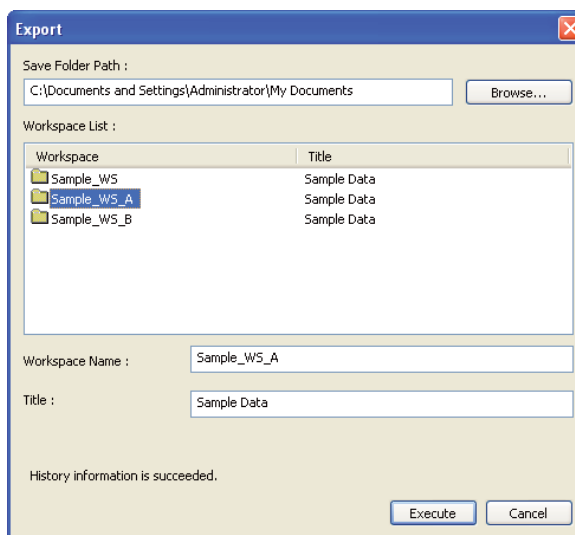 Export
Save Folder Path :
C:\Documents and Settings\Administrator\My Documents
Browse...
Workspace List :
Workspace Title
Sample_WS Sample Data
Sample_WS_A Sample Data
Sample_WS_B Sample Data
Workspace Name : Sample_WS_A
Title : Sample Data
History information is succeeded.
Execute Cancel